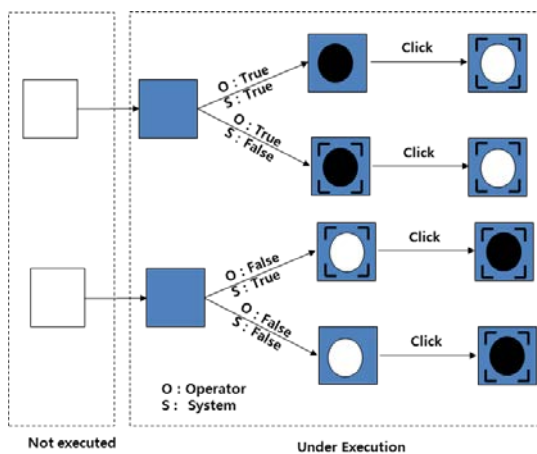 O : True
S : True
Click
O : True
S : False
Click
O : False
S : True
Click
O : False
S : False
Click
O : Operator
S : System
Not executed
Under Execution